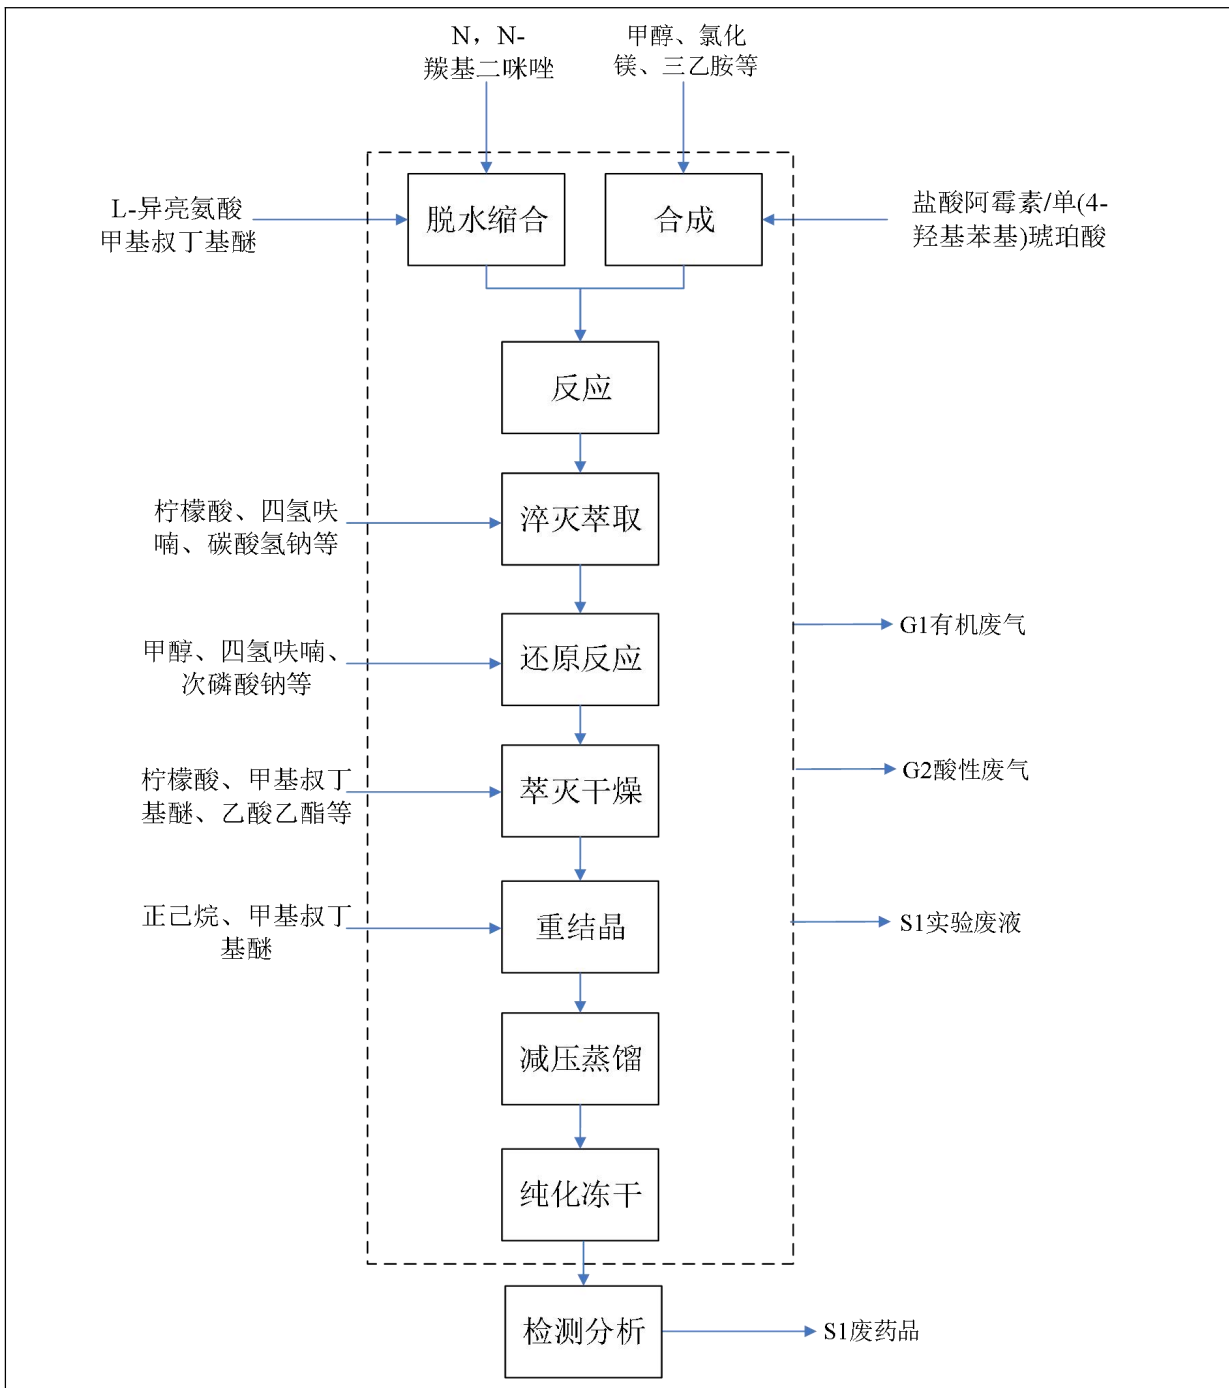 N，N-
羰基二咪唑
甲醇、氯化
镁、三乙胺等
L-异亮氨酸
甲基叔丁基醚
脱水缩合
合成
盐酸阿霉素/单(4-
羟基苯基)琥珀酸
反应
柠檬酸、四氢呋
喃、碳酸氢钠等
淬灭萃取
G1有机废气
甲醇、四氢呋喃、
次磷酸钠等
还原反应
G2酸性废气
柠檬酸、甲基叔丁
基醚、乙酸乙酯等
萃灭干燥
正己烷、甲基叔丁
基醚
重结晶
S1实验废液
减压蒸馏
纯化冻干
检测分析
S1废药品